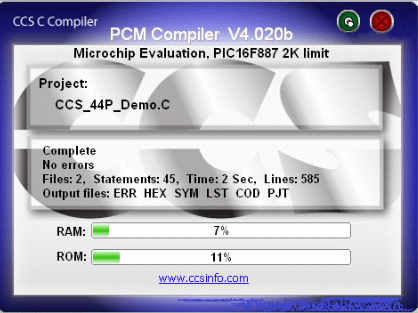 CCS C Compiler
PCM Compiler V4.020b
Microchip Evaluation, PIC16F887 2K limit
Project:
CCS_44P_Demo.C
Complete
No errors
Files: 2, Statements: 45, Time: 2 Sec, Lines: 585
Output files: ERR HEX SYM LST COD PJT
RAM: 7%
ROM: 11%
www.ccsinfo.com